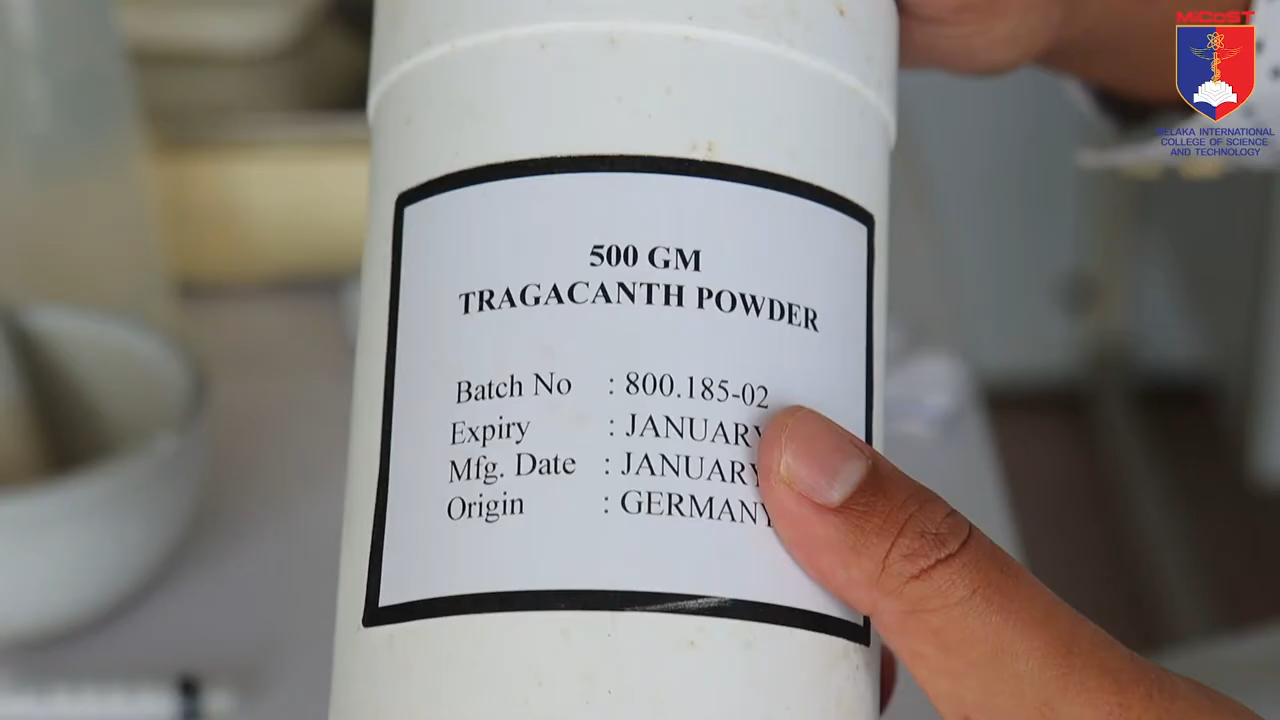 MiCoST
MELAKA INTERNATIONAL
COLLEGE OF SCIENCE
AND TECHNOLOGY
500 GM
TRAGACANTH POWDER
Batch No : 800.185-02
Expiry : JANUARY
Mfg. Date : JANUARY
Origin : GERMANY